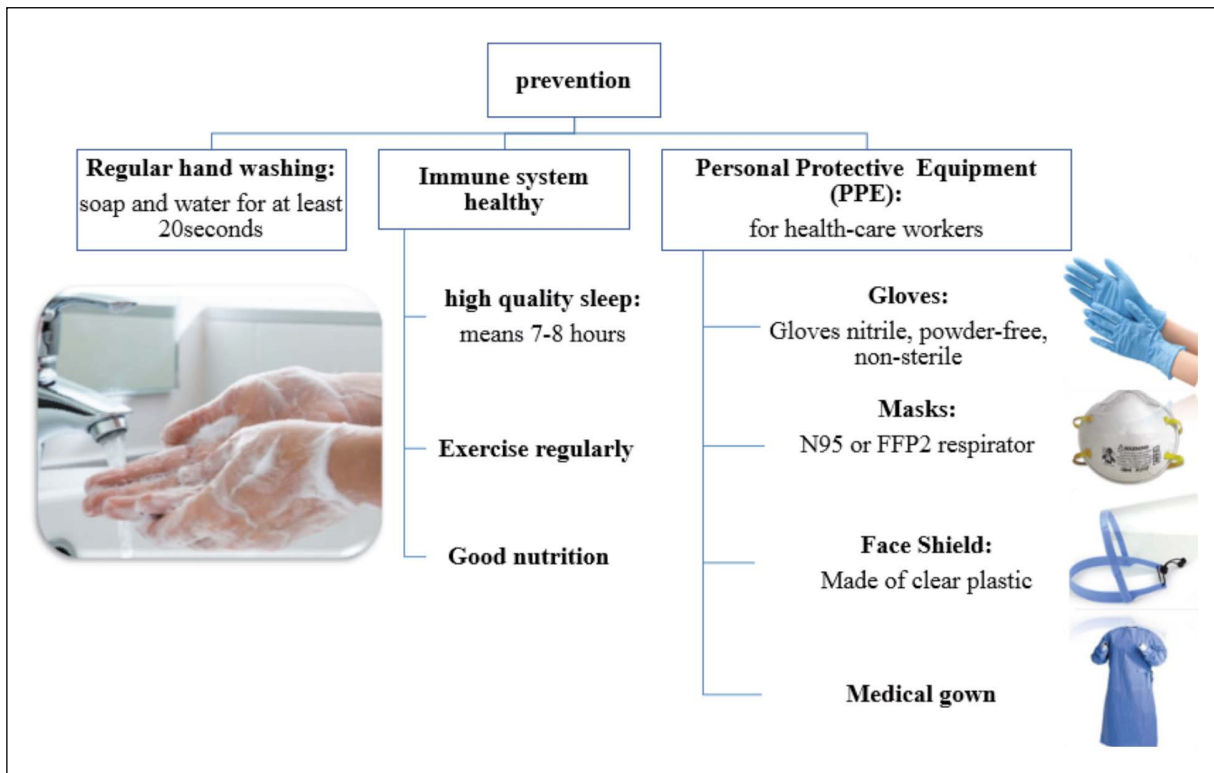 prevention
Regular hand washing:
soap and water for at least
20seconds
Immune system
healthy
high quality sleep:
means 7-8 hours
Exercise regularly
Good nutrition
Personal Protective Equipment
(PPE):
for health-care workers
Gloves:
Gloves nitrile, powder-free,
non-sterile
Masks:
N95 or FFP2 respirator
Face Shield:
Made of clear plastic
Medical gown